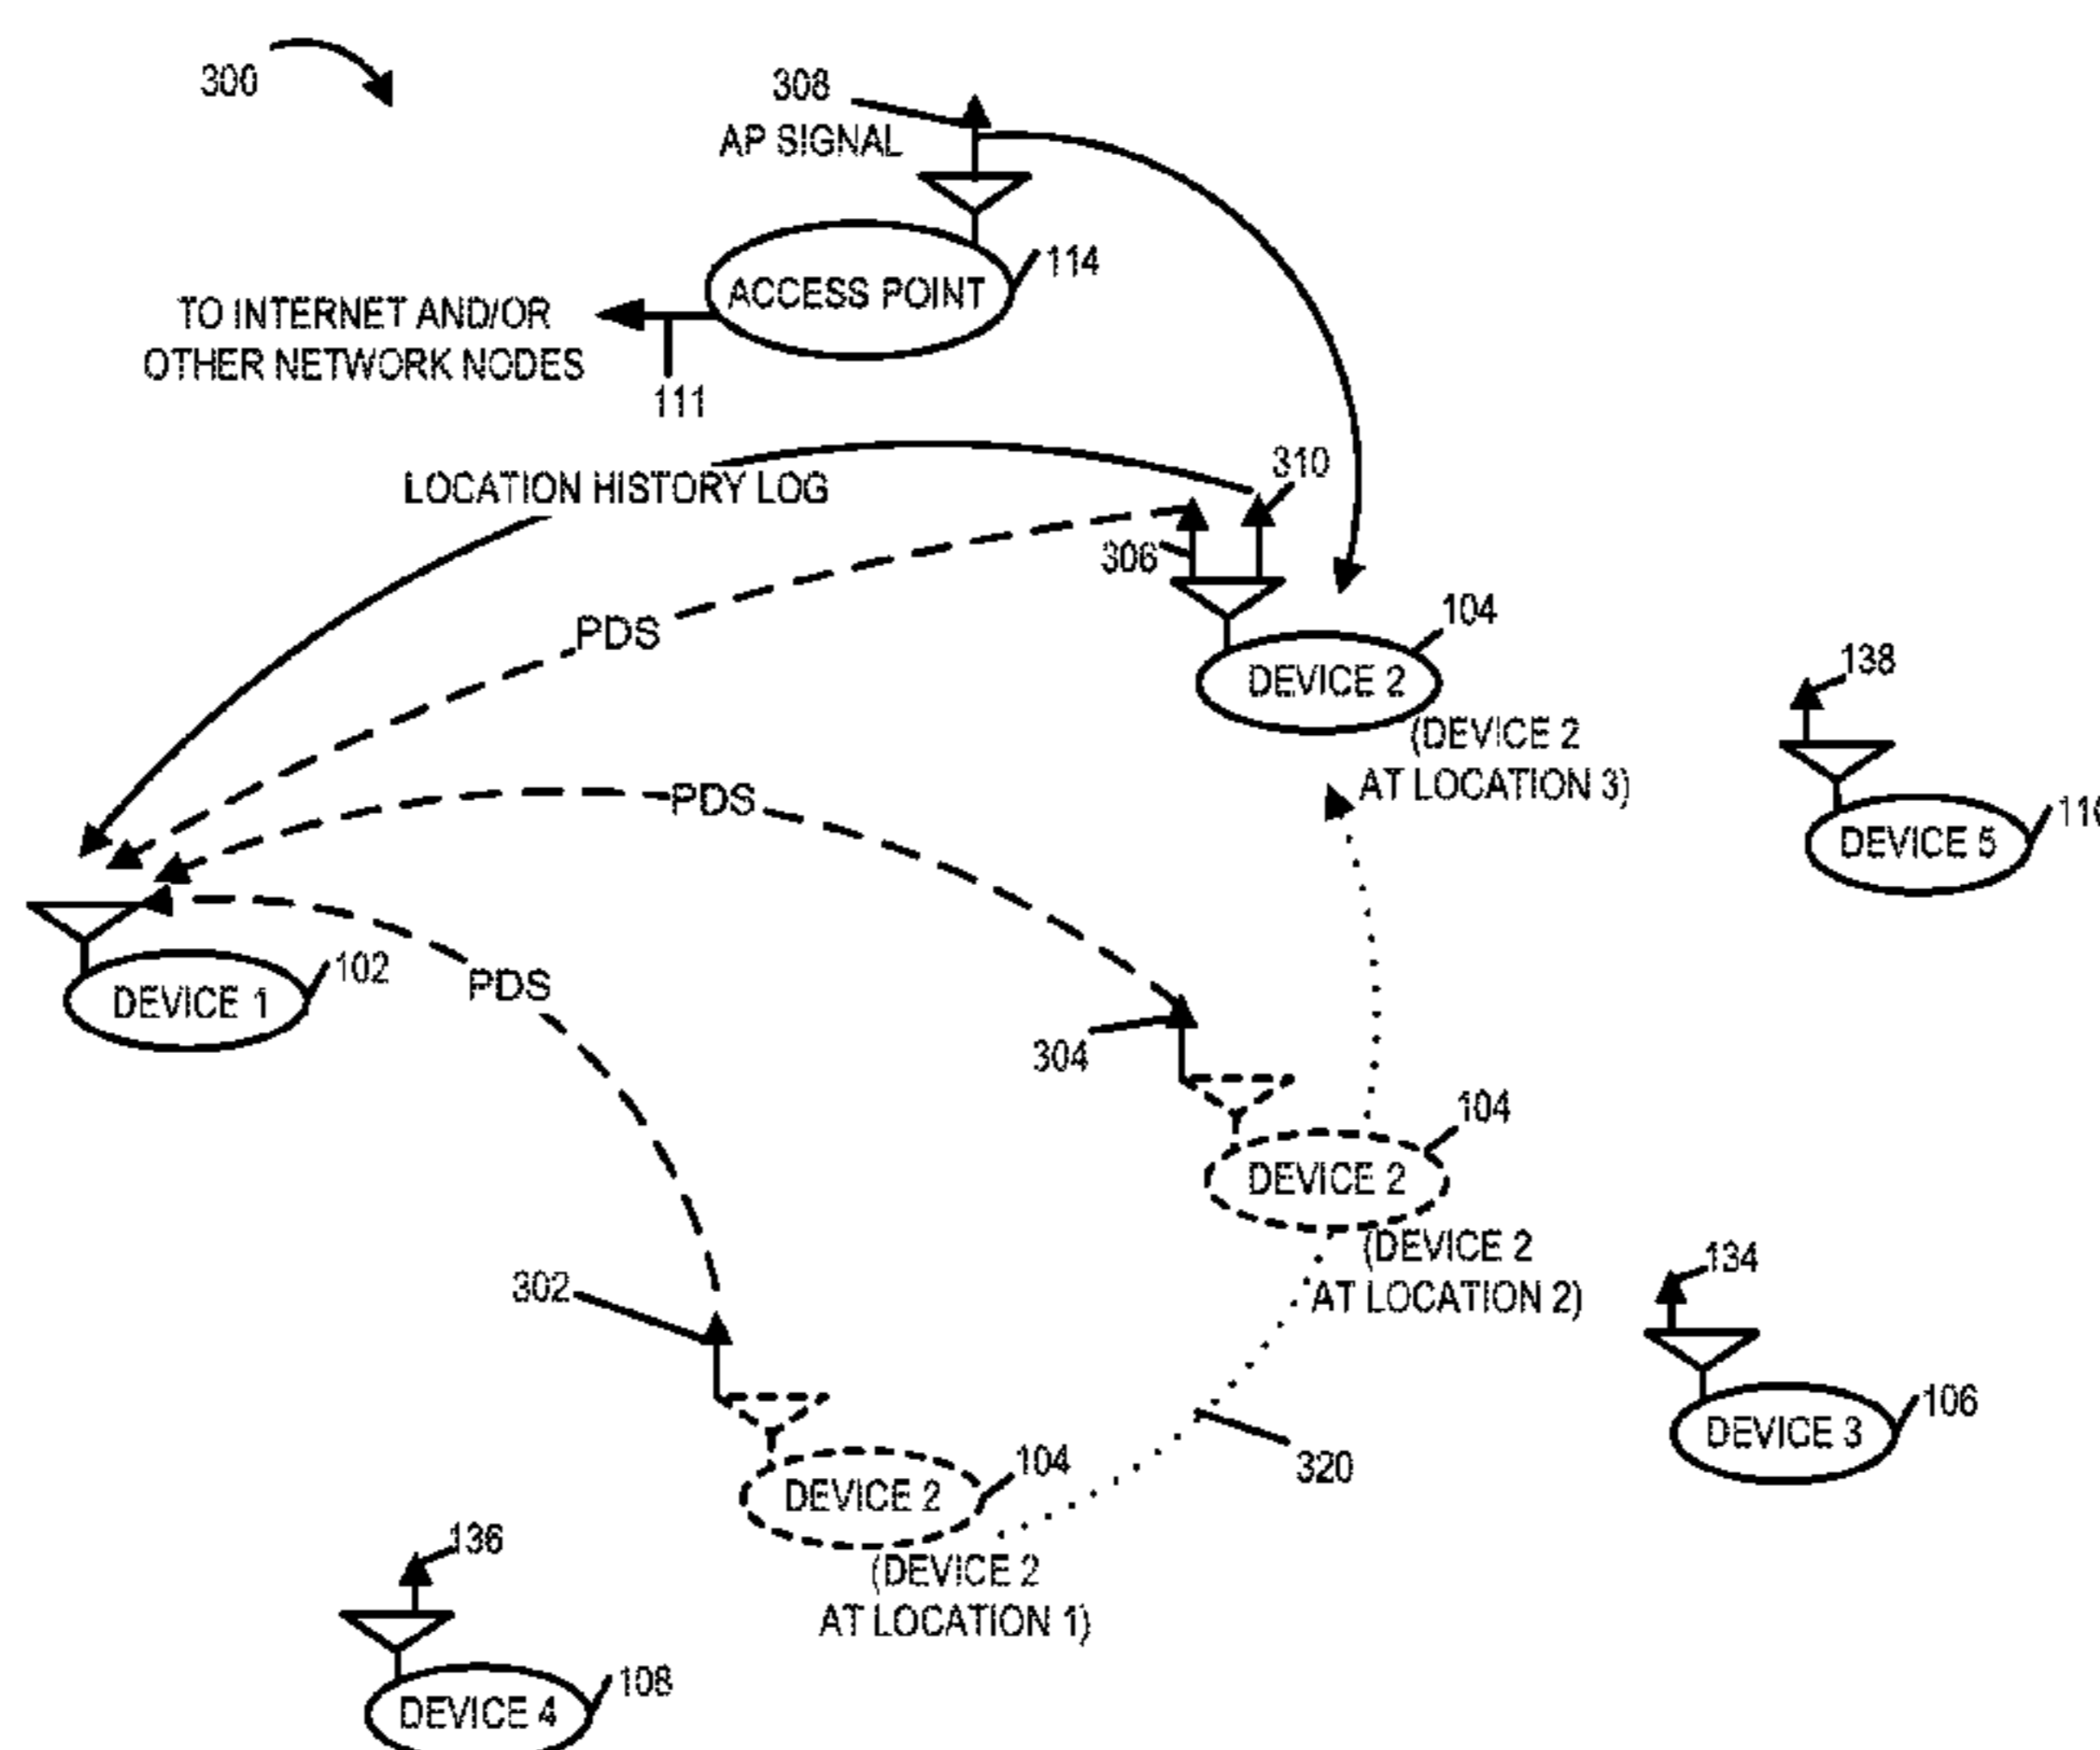 300
308
AP SIGNAL
ACCESS POINT
114
TO INTERNET AND/OR
OTHER NETWORK NODES
111
LOCATION HISTORY LOG
310
306
PDS
104
DEVICE 2
(DEVICE 2
AT LOCATION 3)
138
DEVICE 5
PDS
102
DEVICE 1
PDS
304
104
DEVICE 2
(DEVICE 2
AT LOCATION 2)
134
106
DEVICE 3
302
320
104
DEVICE 2
(DEVICE 2
AT LOCATION 1)
136
108
DEVICE 4